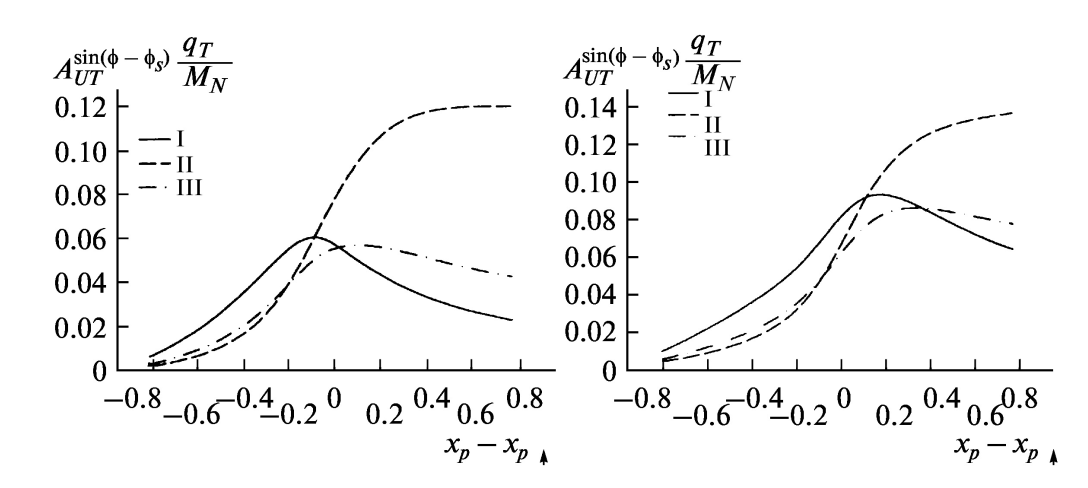 A_{UT}^{sin(ϕ – ϕ_s)} q_T/M_N
0.12
0.10
0.08
0.06
0.04
0.02
0
I
II
III
–0.8 –0.6 –0.4 –0.2 0 0.2 0.4 0.6 0.8
x_p – x_p
A_{UT}^{sin(ϕ – ϕ_s)} q_T/M_N
0.14
0.12
0.10
0.08
0.06
0.04
0.02
0
I
II
III
–0.8 –0.6 –0.4 –0.2 0 0.2 0.4 0.6 0.8
x_p – x_p